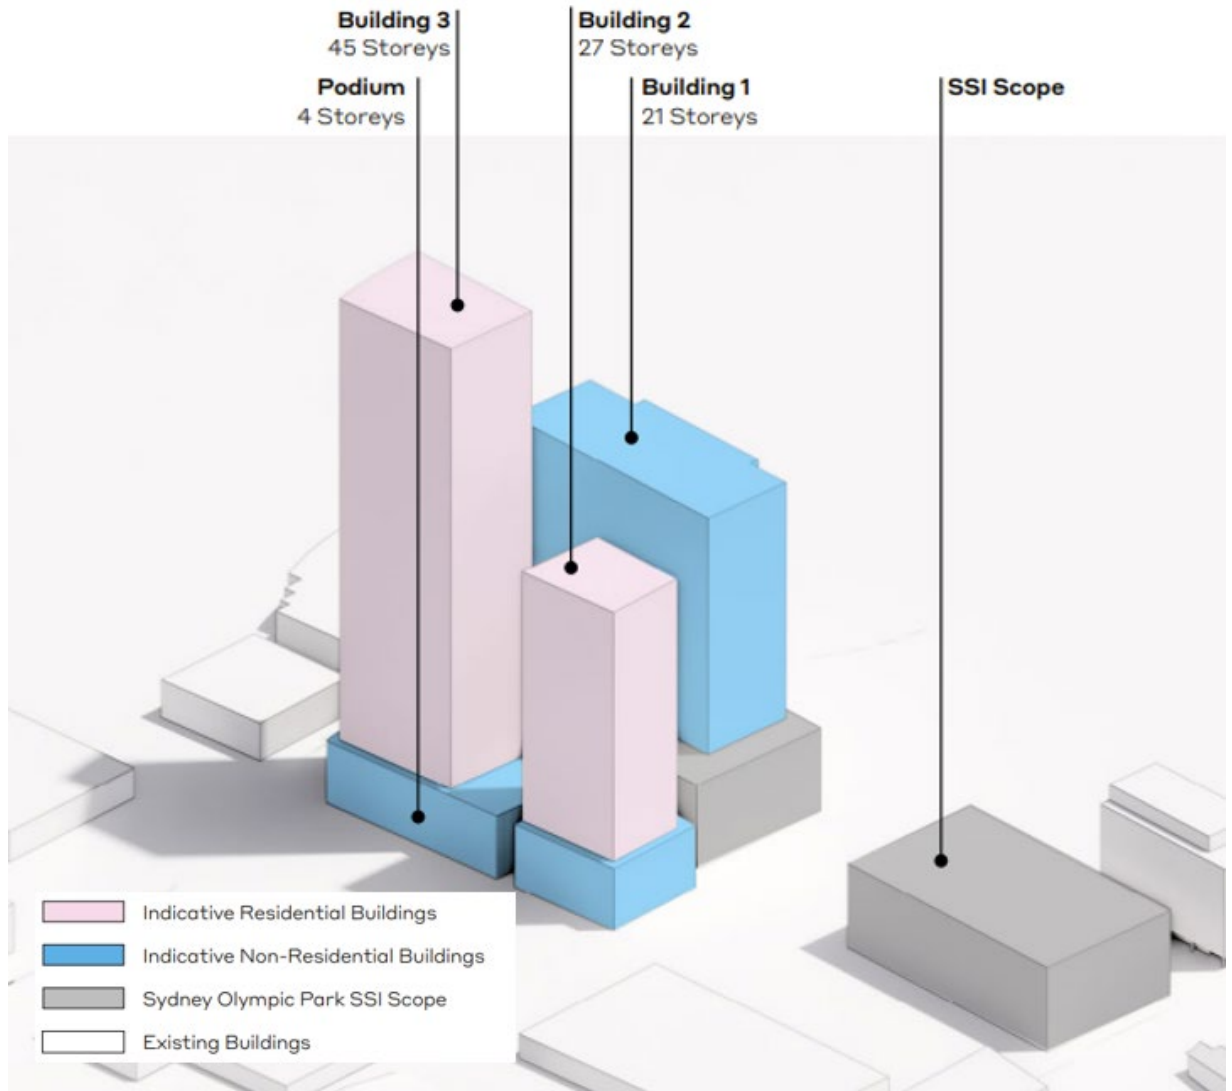 Building 3
45 Storeys
Building 2
27 Storeys
Podium
4 Storeys
Building 1
21 Storeys
SSI Scope
Indicative Residential Buildings
Indicative Non-Residential Buildings
Sydney Olympic Park SSI Scope
Existing Buildings